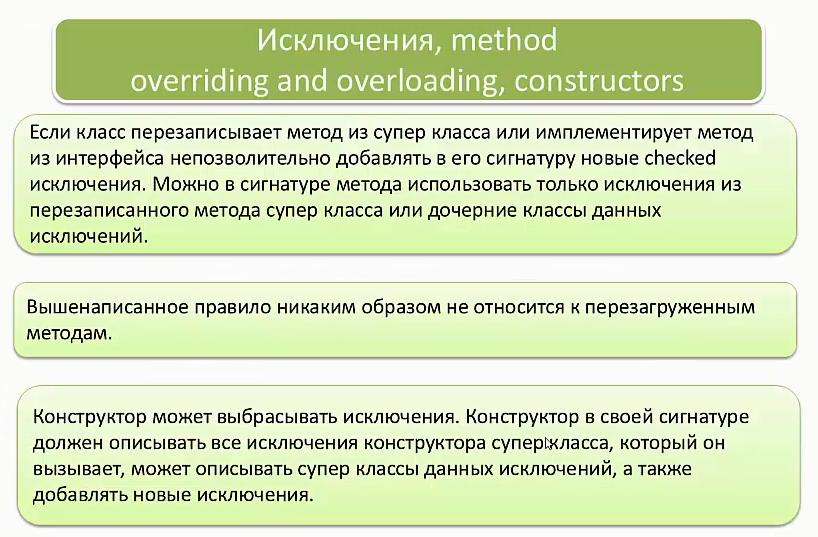 Исключения, method
overriding and overloading, constructors
Если класс перезаписывает метод из супер класса или имплементирует метод
из интерфейса непозволительно добавлять в его сигнатуру новые checked
исключения. Можно в сигнатуре метода использовать только исключения из
перезаписанного метода супер класса или дочерние классы данных
исключений.
Вышенаписанное правило никаким образом не относится к перезагруженным
методам.
Конструктор может выбрасывать исключения. Конструктор в своей сигнатуре
должен описывать все исключения конструктора супер класса, который он
вызывает, может описывать супер классы данных исключений, а также
добавлять новые исключения.